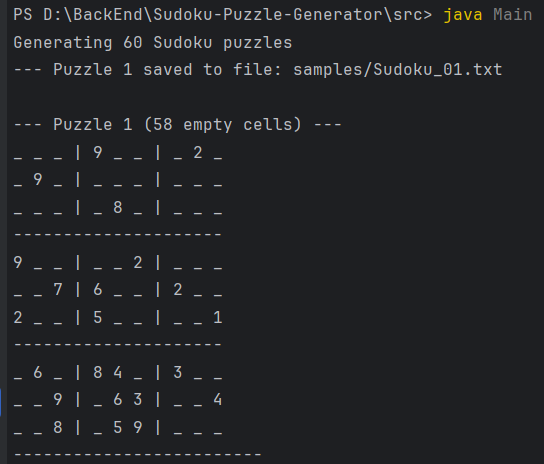 PS D:\BackEnd\Sudoku-Puzzle-Generator\src> java Main
Generating 60 Sudoku puzzles
--- Puzzle 1 saved to file: samples/Sudoku_01.txt

--- Puzzle 1 (58 empty cells) ---
_ _ _ | 9 _ _ | _ 2 _
_ 9 _ | _ _ _ | _ _ _
_ _ _ | _ 8 _ | _ _ _
---------------------
9 _ _ | _ _ 2 | _ _ _
_ _ 7 | 6 _ _ | 2 _ _
2 _ _ | 5 _ _ | _ _ 1
---------------------
_ 6 _ | 8 4 _ | 3 _ _
_ _ 9 | _ 6 3 | _ _ 4
_ _ 8 | _ 5 9 | _ _ _
-------------------------